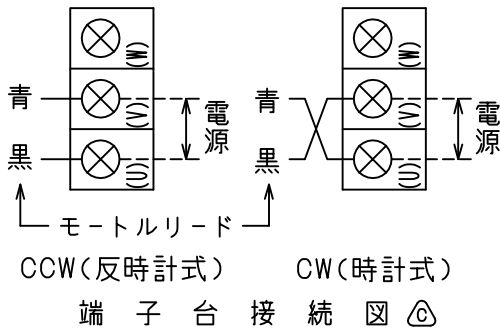 (W)
(W)
青
(V)
電源
青
(V)
電源
黒
(U)
黒
(U)
モートルリード
CCW(反時計式)
CW(時計式)
端子台接続図 C